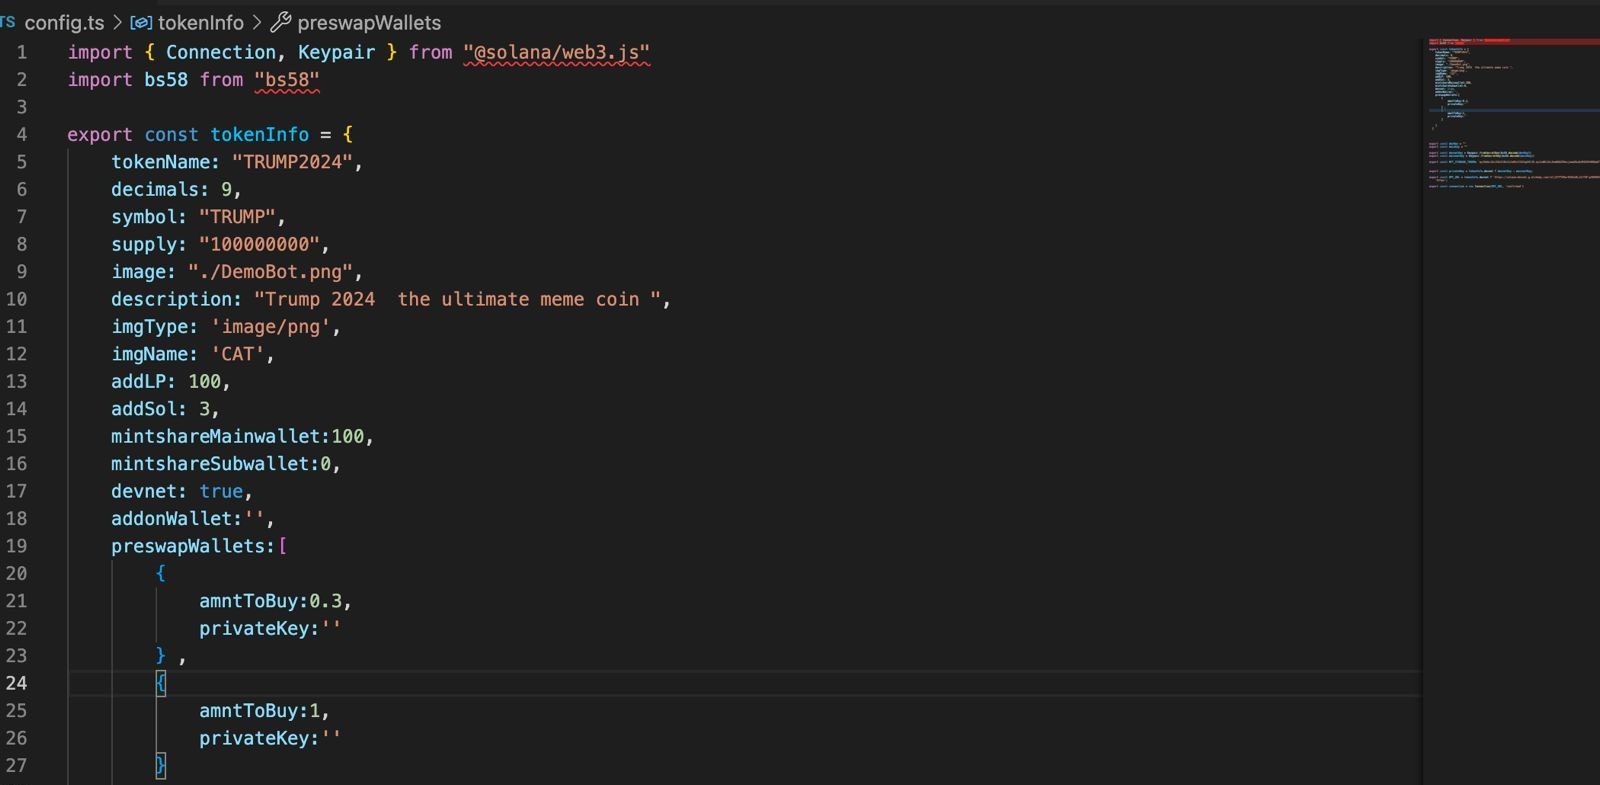 TS config.ts > tokenInfo > preswapWallets
1 import { Connection, Keypair } from "@solana/web3.js"
2 import bs58 from "bs58"
3
4 export const tokenInfo = {
5 tokenName: "TRUMP2024",
6 decimals: 9,
7 symbol: "TRUMP",
8 supply: "100000000",
9 image: "./DemoBot.png",
10 description: "Trump 2024  the ultimate meme coin ",
11 imgType: 'image/png',
12 imgName: 'CAT',
13 addLP: 100,
14 addSol: 3,
15 mintshareMainwallet:100,
16 mintshareSubwallet:0,
17 devnet: true,
18 addonWallet:'',
19 preswapWallets:[
20 {
21 amntToBuy:0.3,
22 privateKey:''
23 } ,
24 {
25 amntToBuy:1,
26 privateKey:''
27 }